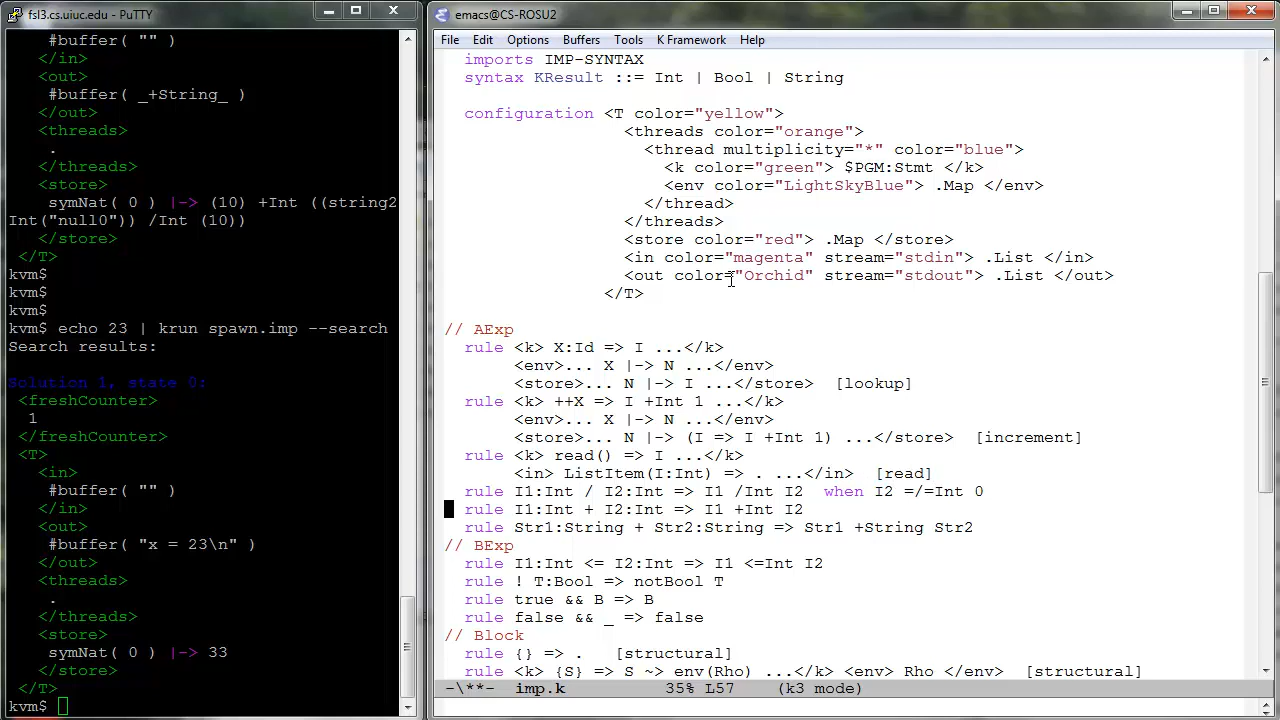 fsl3.cs.uiuc.edu - PuTTY
#buffer( "" )
</in>
<out>
#buffer( _+String_ )
</out>
<threads>
.
</threads>
<store>
symNat( 0 ) |-> (10) +Int ((string2
Int("null0")) /Int (10))
</store>
</T>
kvm$
kvm$
kvm$
kvm$ echo 23 | krun spawn.imp --search
Search results:
Solution 1, state 0:
<freshCounter>
1
</freshCounter>
<T>
<in>
#buffer( "" )
</in>
<out>
#buffer( "x = 23\n" )
</out>
<threads>
.
</threads>
<store>
symNat( 0 ) |-> 33
</store>
</T>
kvm$
emacs@CS-ROSU2
File Edit Options Buffers Tools K Framework Help
imports IMP-SYNTAX
syntax KResult ::= Int | Bool | String
configuration <T color="yellow">
<threads color="orange">
<thread multiplicity="*" color="blue">
<k color="green"> $PGM:Stmt </k>
<env color="LightSkyBlue"> .Map </env>
</thread>
</threads>
<store color="red"> .Map </store>
<in color="magenta" stream="stdin"> .List </in>
<out color="Orchid" stream="stdout"> .List </out>
</T>
// AExp
rule <k> X:Id => I ...</k>
<env>... X |-> N ...</env>
<store>... N |-> I ...</store> [lookup]
rule <k> ++X => I +Int 1 ...</k>
<env>... X |-> N ...</env>
<store>... N |-> (I => I +Int 1) ...</store> [increment]
rule <k> read() => I ...</k>
<in> ListItem(I:Int) => . ...</in> [read]
rule I1:Int / I2:Int => I1 /Int I2 when I2 =/=Int 0
rule I1:Int + I2:Int => I1 +Int I2
rule Str1:String + Str2:String => Str1 +String Str2
// BExp
rule I1:Int <= I2:Int => I1 <=Int I2
rule ! T:Bool => notBool T
rule true && B => B
rule false && _ => false
// Block
rule {} => . [structural]
rule <k> {S} => S ~> env(Rho) ...</k> <env> Rho </env> [structural]
-\**- imp.k 35% L57 (k3 mode)